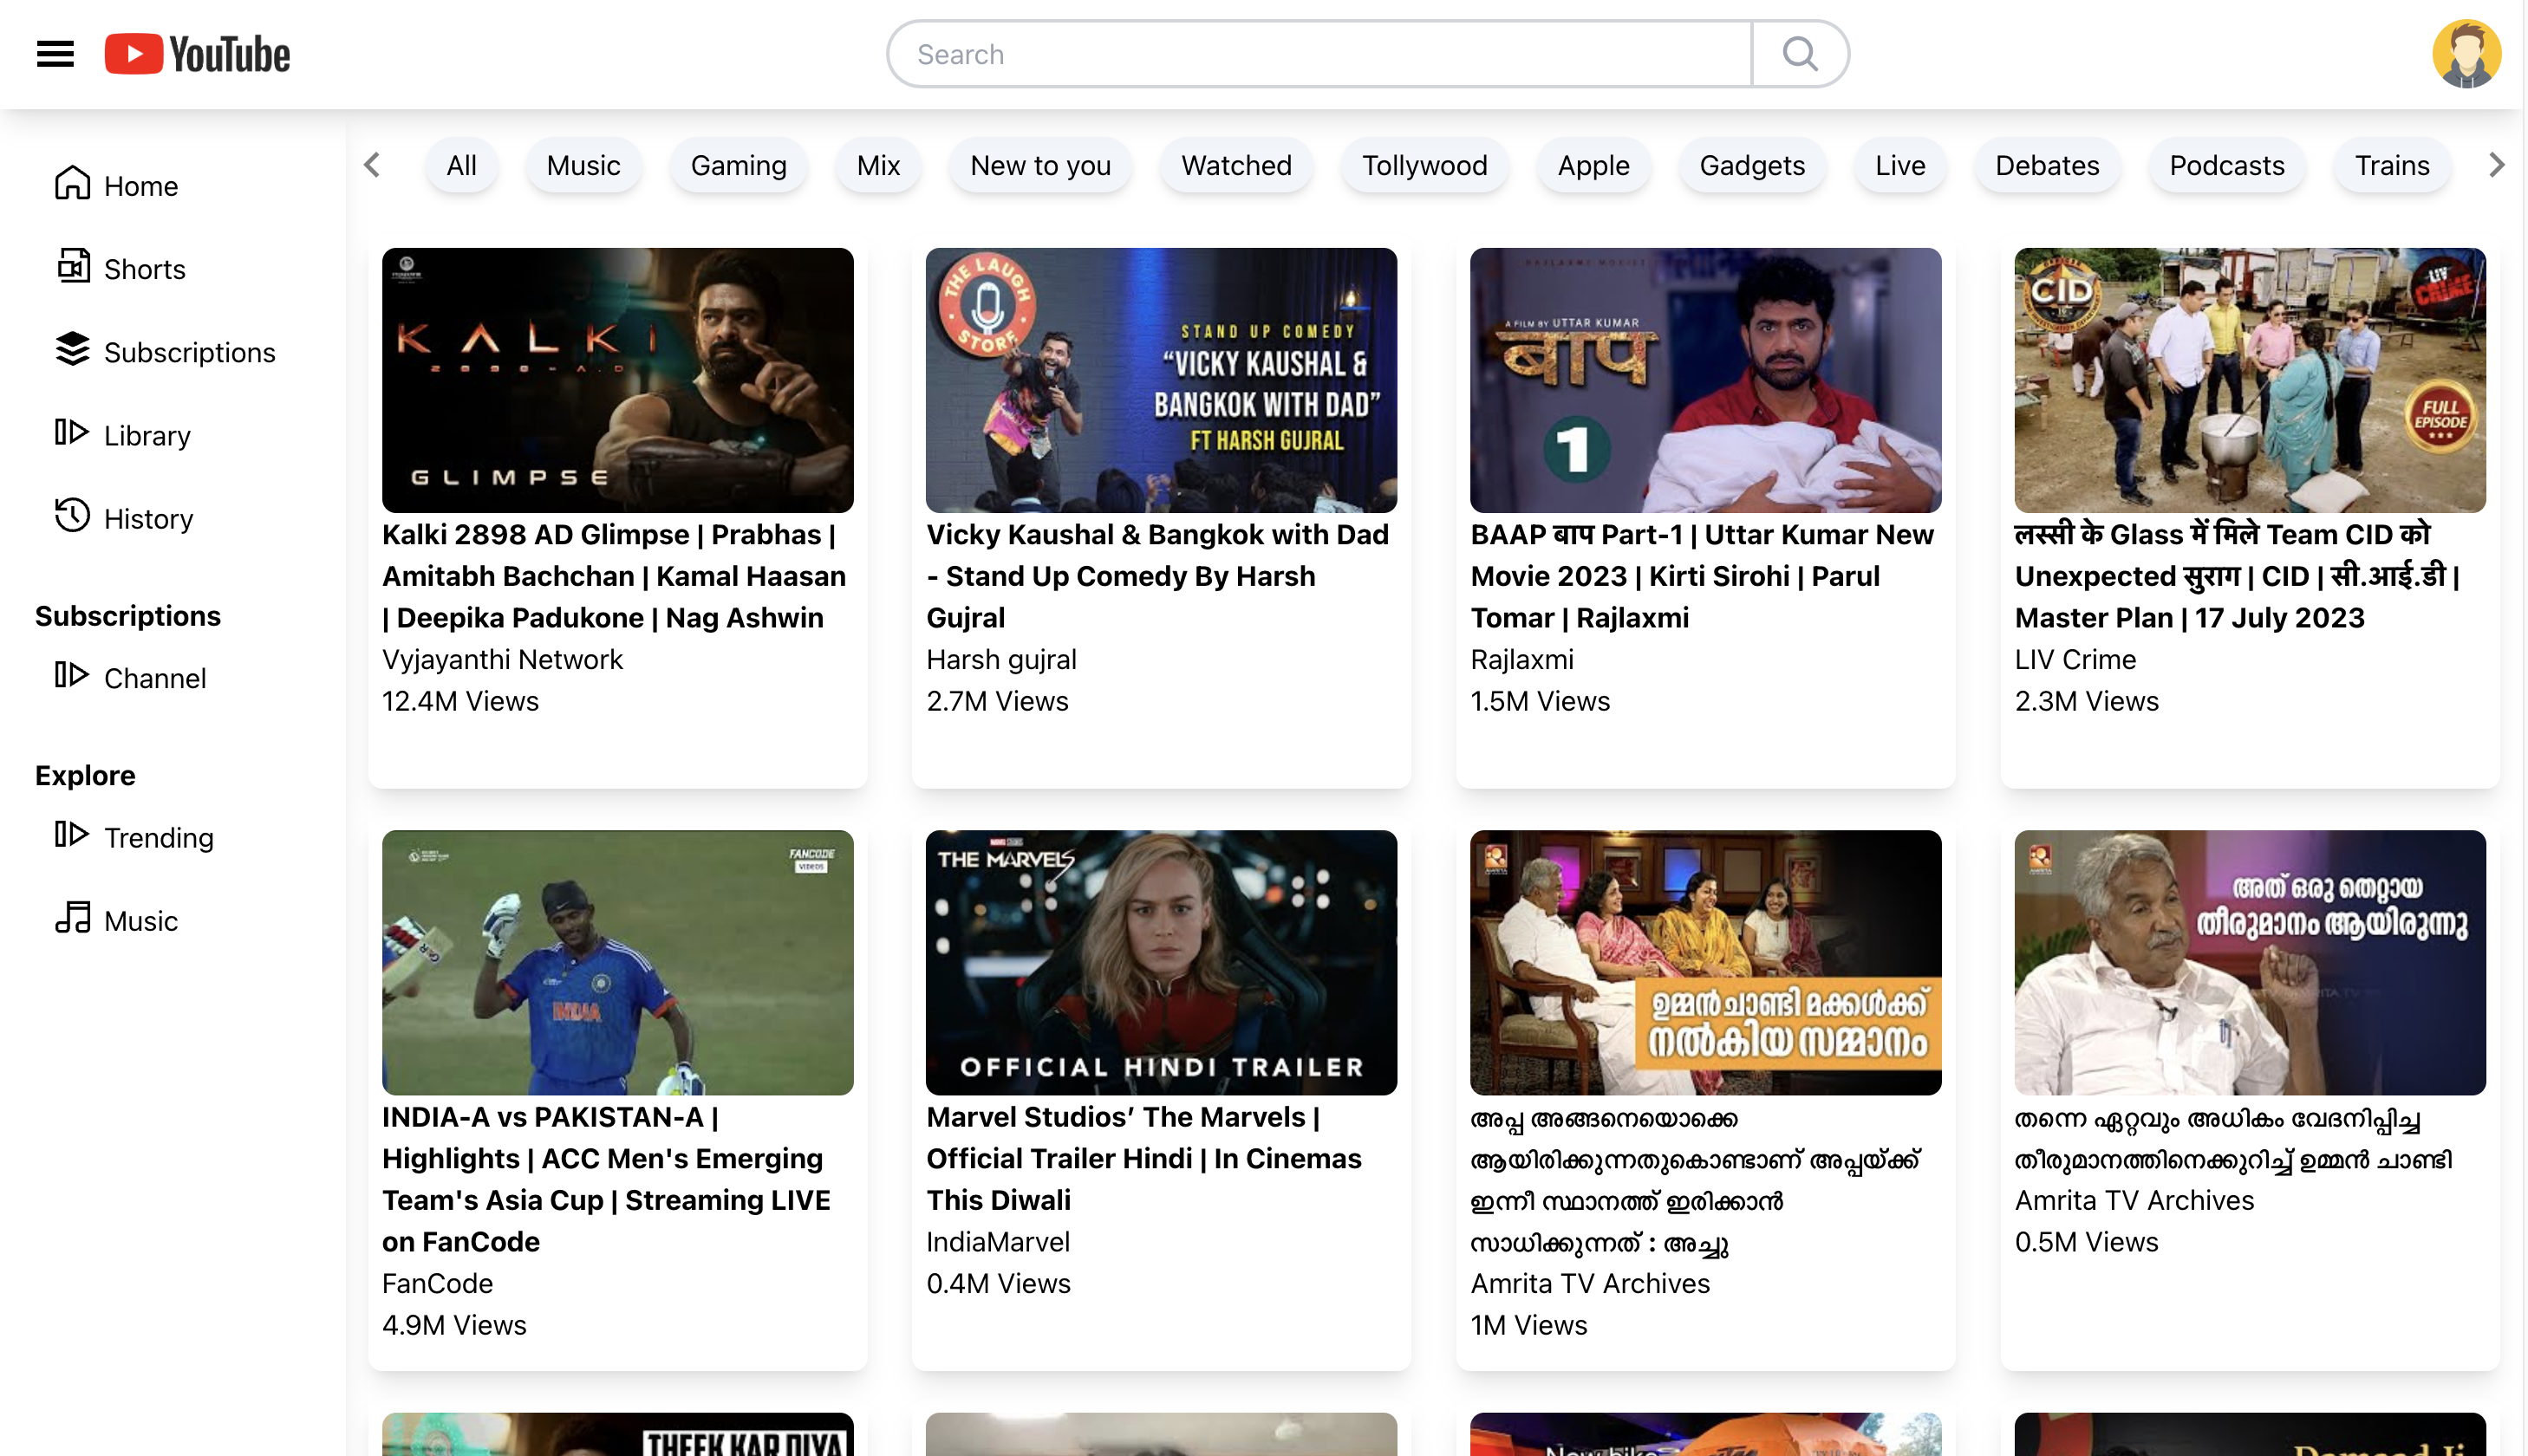 YouTube
Search
Home
Shorts
Subscriptions
Library
History
Subscriptions
Channel
Explore
Trending
Music
All
Music
Gaming
Mix
New to you
Watched
Tollywood
Apple
Gadgets
Live
Debates
Podcasts
Trains
KALKI
2898-A.D
GLIMPSE
Kalki 2898 AD Glimpse | Prabhas |
Amitabh Bachchan | Kamal Haasan
| Deepika Padukone | Nag Ashwin
Vyjayanthi Network
12.4M Views
THE LAUGH
STORE
STAND UP COMEDY
“VICKY KAUSHAL &
BANGKOK WITH DAD”
FT HARSH GUJRAL
Vicky Kaushal & Bangkok with Dad
- Stand Up Comedy By Harsh
Gujral
Harsh gujral
2.7M Views
RAJLAXMI MOVIES
A FILM BY UTTAR KUMAR
बाप
1
BAAP बाप Part-1 | Uttar Kumar New
Movie 2023 | Kirti Sirohi | Parul
Tomar | Rajlaxmi
Rajlaxmi
1.5M Views
CID
LIV
CRIME
FULL
EPISODE
लस्सी के Glass में मिले Team CID को
Unexpected सुराग | CID | सी.आई.डी |
Master Plan | 17 July 2023
LIV Crime
2.3M Views
FANCODE
VIDEOS
INDIA
INDIA-A vs PAKISTAN-A |
Highlights | ACC Men's Emerging
Team's Asia Cup | Streaming LIVE
on FanCode
FanCode
4.9M Views
MARVEL STUDIOS
THE MARVELS
OFFICIAL HINDI TRAILER
Marvel Studios’ The Marvels |
Official Trailer Hindi | In Cinemas
This Diwali
IndiaMarvel
0.4M Views
ഉമ്മൻചാണ്ടി മക്കൾക്ക്
നൽകിയ സമ്മാനം
അപ്പ അങ്ങനെയൊക്കെ
ആയിരിക്കുന്നതുകൊണ്ടാണ് അപ്പയ്ക്ക്
ഇന്നീ സ്ഥാനത്ത് ഇരിക്കാൻ
സാധിക്കുന്നത് : അച്ചു
Amrita TV Archives
1M Views
അത് ഒരു തെറ്റായ
തീരുമാനം ആയിരുന്നു
തന്നെ ഏറ്റവും അധികം വേദനിപ്പിച്ച
തീരുമാനത്തിനെക്കുറിച്ച് ഉമ്മൻ ചാണ്ടി
Amrita TV Archives
0.5M Views
THEEK KAR DIYA
New bike
Damaad Ji